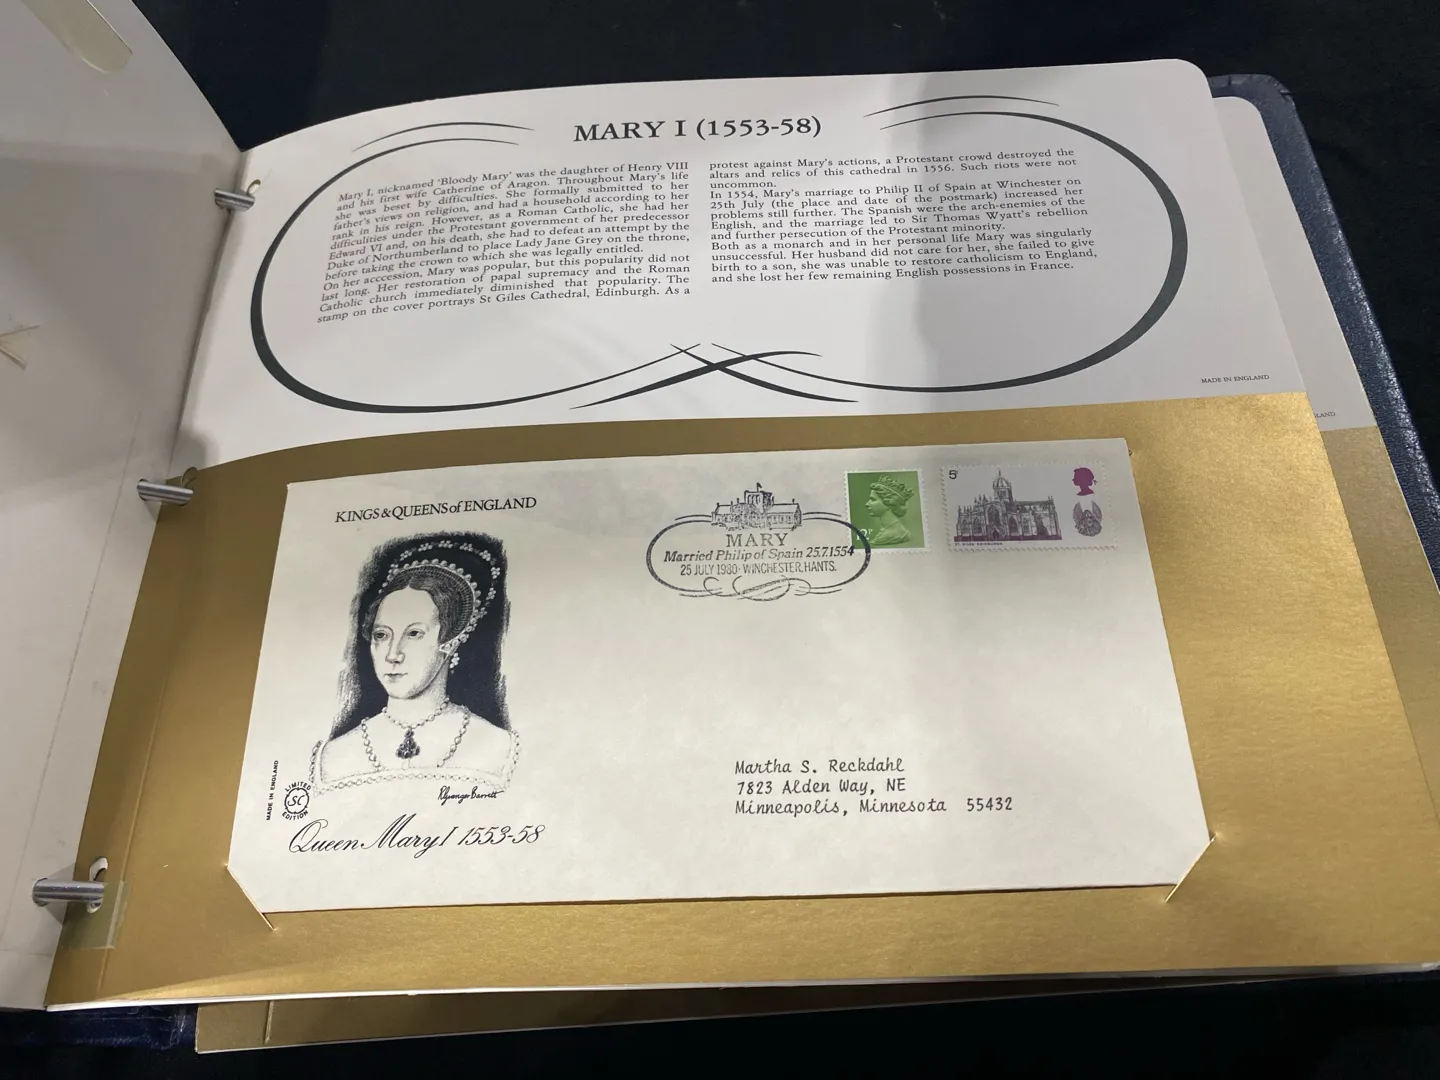 MARY I (1553-58)
Mary I, nicknamed 'Bloody Mary' was the daughter of Henry VIII
and his first wife Catherine of Aragon. Throughout Mary's life
she was beset by difficulties. She formally submitted to her
father's views on religion, and had a household according to her
rank in his reign. However, as a Roman Catholic, she had her
difficulties under the Protestant government of her predecessor
Edward VI and, on his death, she had to defeat an attempt by the
Duke of Northumberland to place Lady Jane Grey on the throne,
before taking the crown to which she was legally entitled.
On her acccession, Mary was popular, but this popularity did not
last long. Her restoration of papal supremacy and the Roman
Catholic church immediately diminished that popularity. The
stamp on the cover portrays St Giles Cathedral, Edinburgh. As a
protest against Mary's actions, a Protestant crowd destroyed the
altars and relics of this cathedral in 1556. Such riots were not
uncommon.
In 1554, Mary's marriage to Philip II of Spain at Winchester on
25th July (the place and date of the postmark) increased her
problems still further. The Spanish were the arch-enemies of the
English, and the marriage led to Sir Thomas Wyatt's rebellion
and further persecution of the Protestant minority.
Both as a monarch and in her personal life Mary was singularly
unsuccessful. Her husband did not care for her, she failed to give
birth to a son, she was unable to restore catholicism to England,
and she lost her few remaining English possessions in France.
MADE IN ENGLAND
LAND
KINGS & QUEENS of ENGLAND
MARY
Married Philip of Spain 25.7.1554
25 JULY 1980 · WINCHESTER, HANTS.
5p
ST. GILES EDINBURGH
Martha S. Reckdahl
7823 Alden Way, NE
Minneapolis, Minnesota 55432
MADE IN ENGLAND
LIMITED
SC
EDITION
Queen Mary I 1553-58